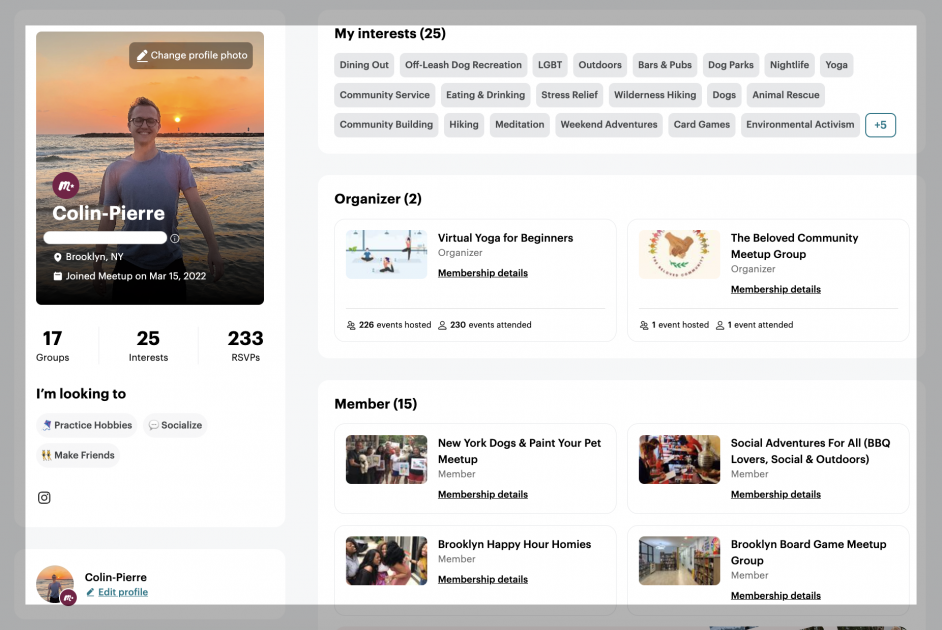 Change profile photo
Colin-Pierre
Brooklyn, NY
Joined Meetup on Mar 15, 2022
17
Groups
25
Interests
233
RSVPs
I'm looking to
Practice Hobbies
Socialize
Make Friends
Colin-Pierre
Edit profile
My interests (25)
Dining Out
Off-Leash Dog Recreation
LGBT
Outdoors
Bars & Pubs
Dog Parks
Nightlife
Yoga
Community Service
Eating & Drinking
Stress Relief
Wilderness Hiking
Dogs
Animal Rescue
Community Building
Hiking
Meditation
Weekend Adventures
Card Games
Environmental Activism
+5
Organizer (2)
Virtual Yoga for Beginners
Organizer
Membership details
226 events hosted
230 events attended
The Beloved Community
Meetup Group
Organizer
Membership details
1 event hosted
1 event attended
Member (15)
New York Dogs & Paint Your Pet
Meetup
Member
Membership details
Social Adventures For All (BBQ
Lovers, Social & Outdoors)
Member
Membership details
Brooklyn Happy Hour Homies
Member
Membership details
Brooklyn Board Game Meetup
Group
Member
Membership details